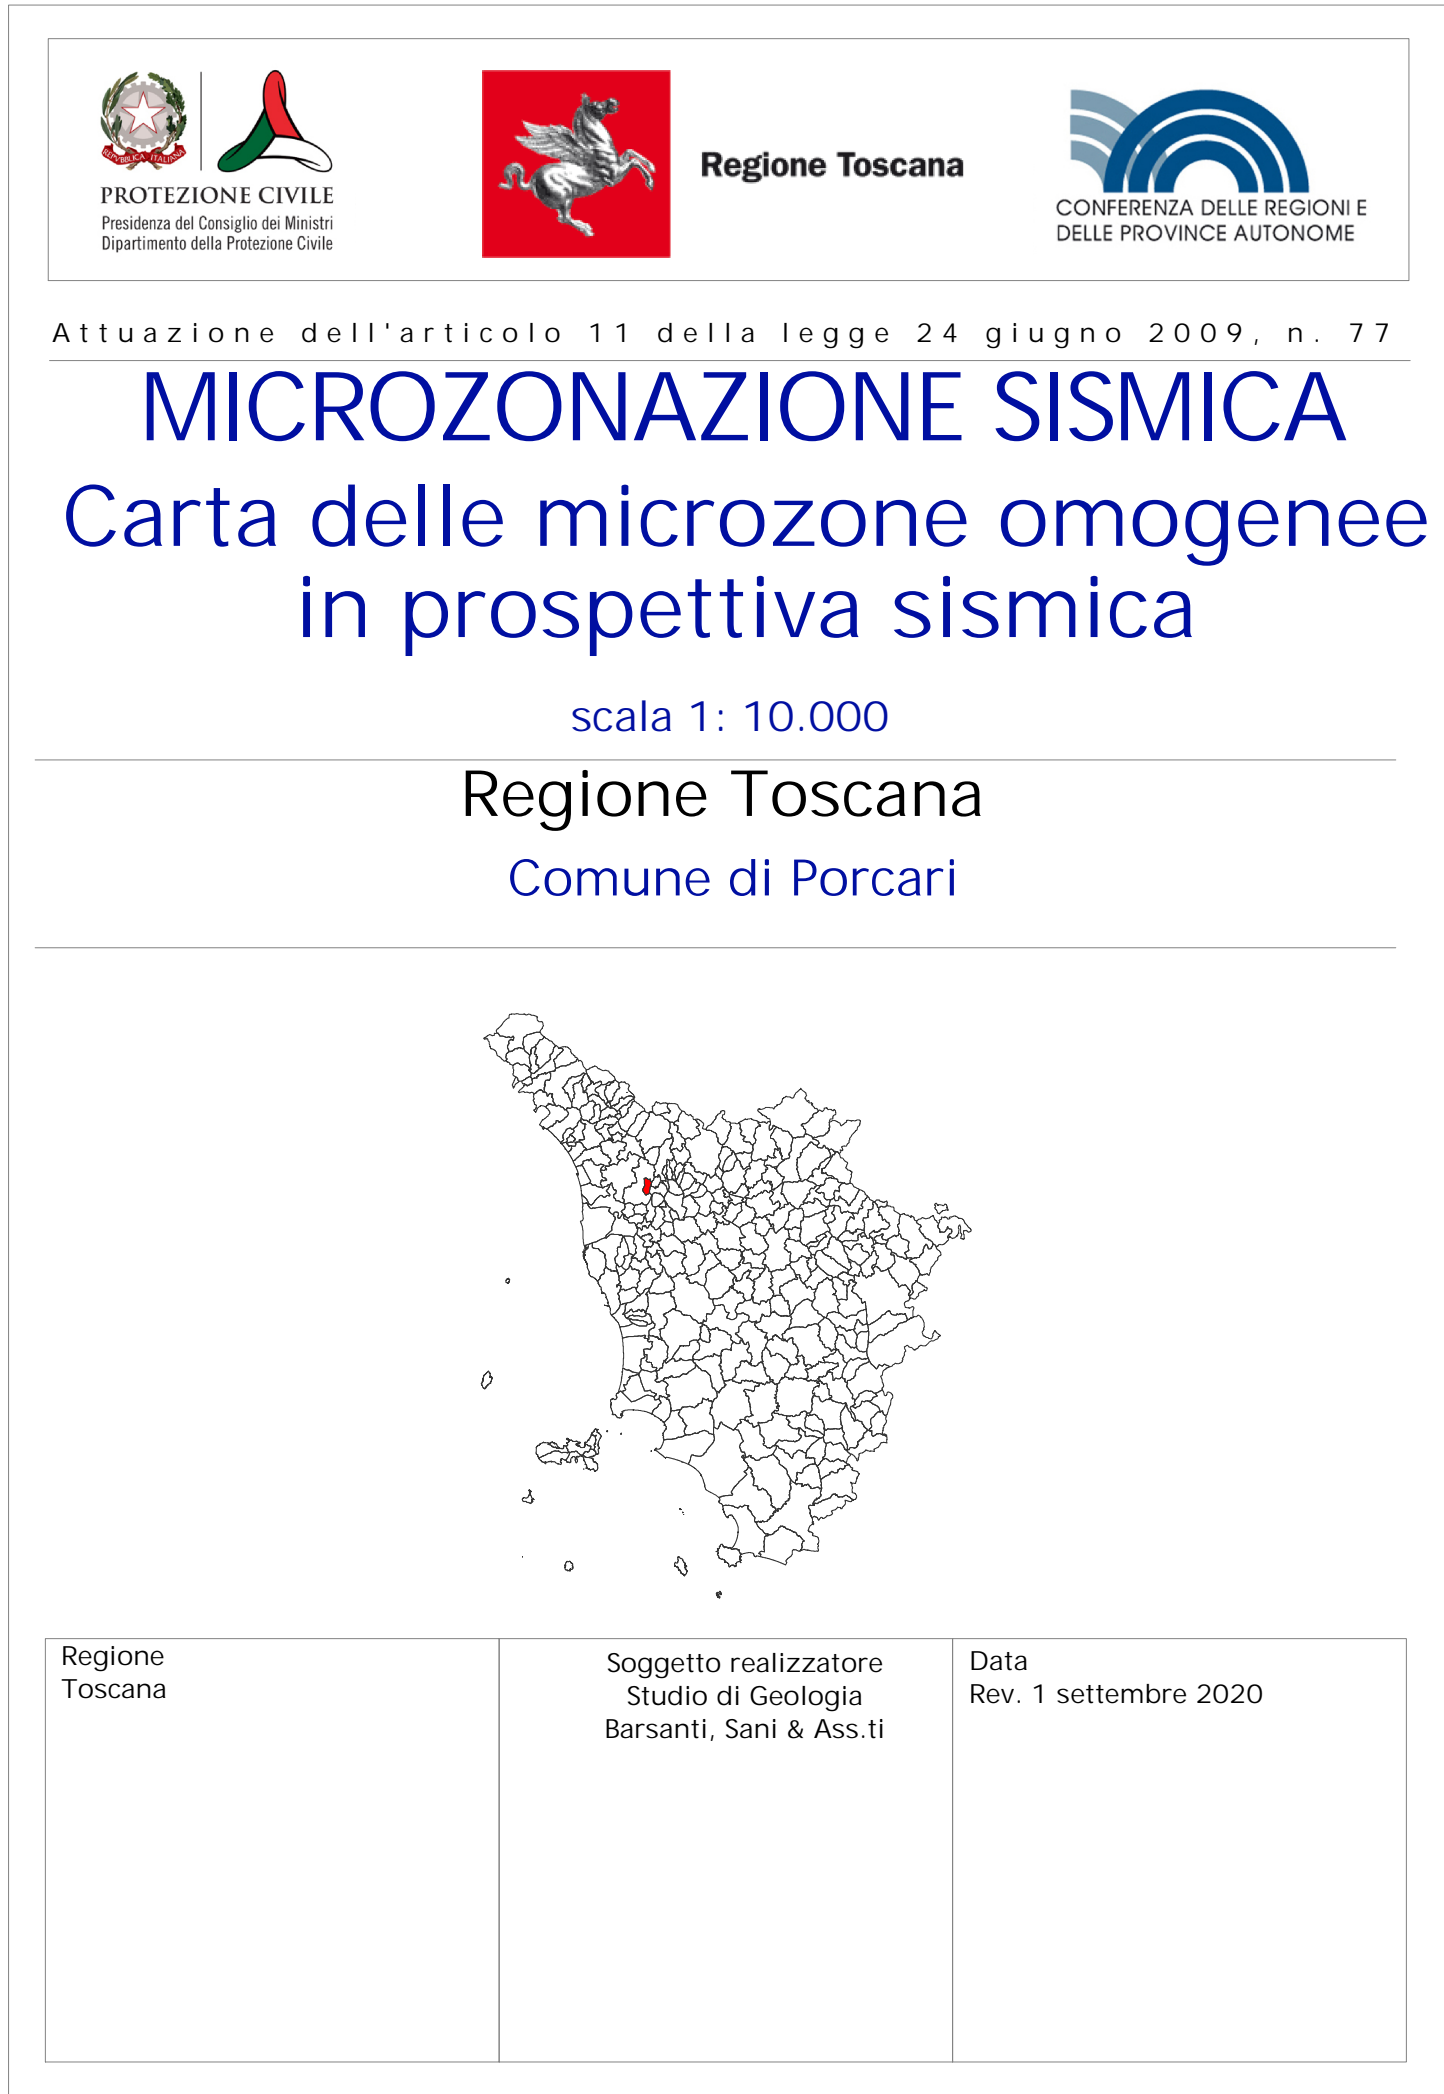 REPVBBLICA ITALIANA
PROTEZIONE CIVILE
Presidenza del Consiglio dei Ministri
Dipartimento della Protezione Civile
Regione Toscana
CONFERENZA DELLE REGIONI E
DELLE PROVINCE AUTONOME
Attuazione dell'articolo 11 della legge 24 giugno 2009, n. 77
MICROZONAZIONE SISMICA
Carta delle microzone omogenee
in prospettiva sismica
scala 1: 10.000
Regione Toscana
Comune di Porcari
Regione
Toscana
Soggetto realizzatore
Studio di Geologia
Barsanti, Sani & Ass.ti
Data
Rev. 1 settembre 2020